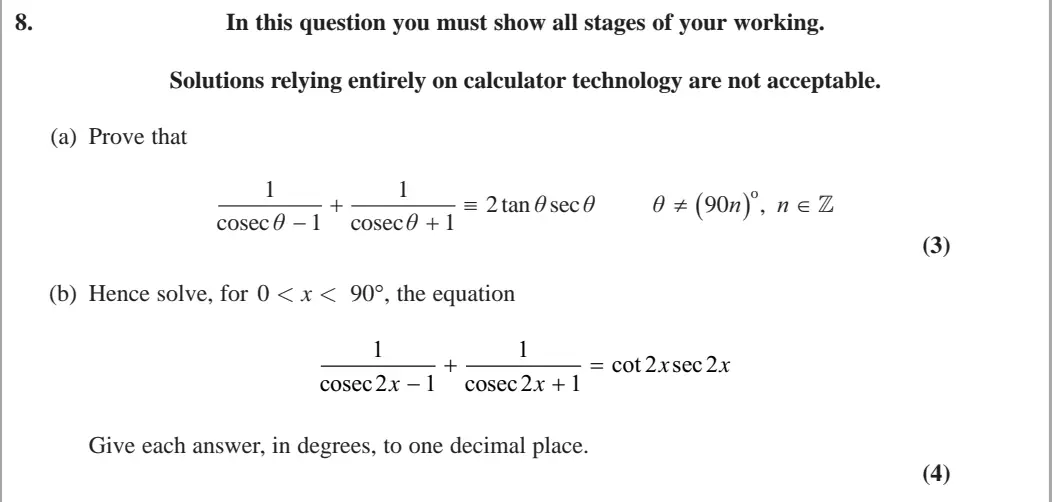 8. In this question you must show all stages of your working.
Solutions relying entirely on calculator technology are not acceptable.
(a) Prove that
1/(cosec θ − 1) + 1/(cosec θ + 1) ≡ 2 tan θ sec θ    θ ≠ (90n)°, n ∈ ℤ
(3)
(b) Hence solve, for 0 < x < 90°, the equation
1/(cosec 2x − 1) + 1/(cosec 2x + 1) = cot 2x sec 2x
Give each answer, in degrees, to one decimal place.
(4)